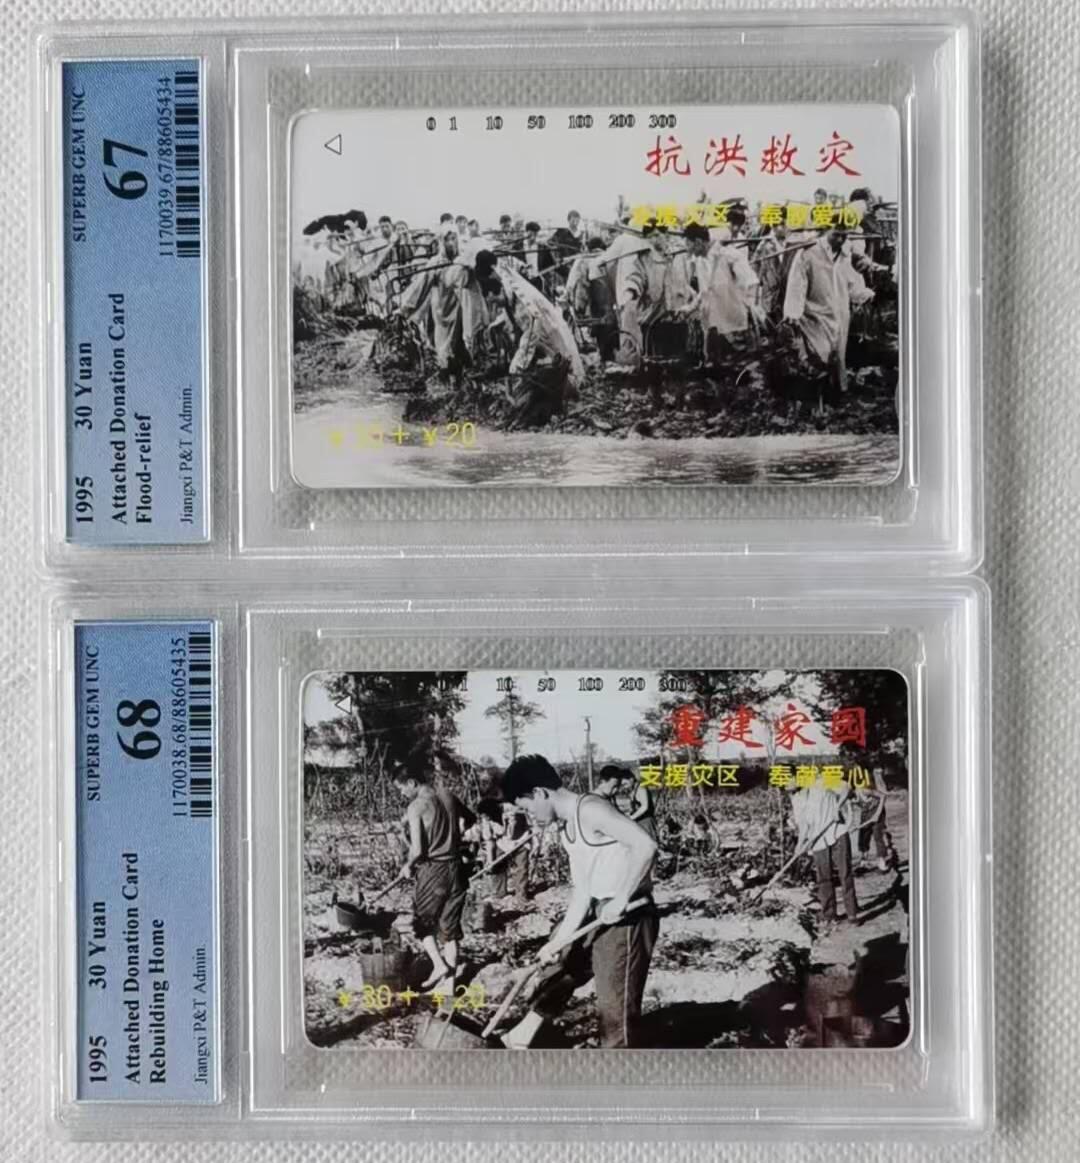 SUPERB GEM UNC
67
1170039.67/88605434
1995 30 Yuan
Attached Donation Card
Flood-relief
Jiangxi P&T Admin.
0 1 10 50 100 200 300
抗洪救灾
支援灾区 奉献爱心
¥30+¥20
SUPERB GEM UNC
68
1170038.68/88605435
1995 30 Yuan
Attached Donation Card
Rebuilding Home
Jiangxi P&T Admin.
0 1 10 50 100 200 300
重建家园
支援灾区 奉献爱心
¥30+¥20